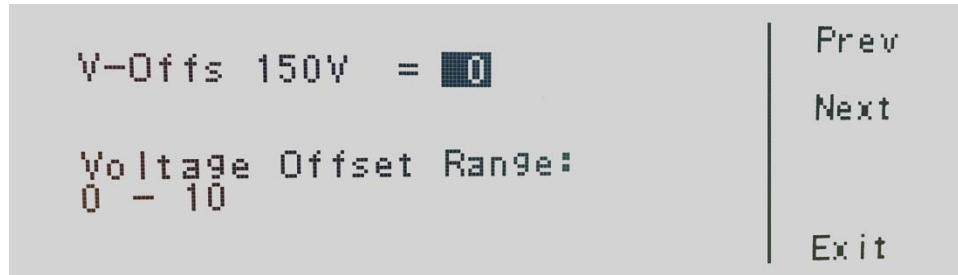 V-Offs 150V = 0
Voltage Offset Range:
0 - 10
Prev
Next
Exit